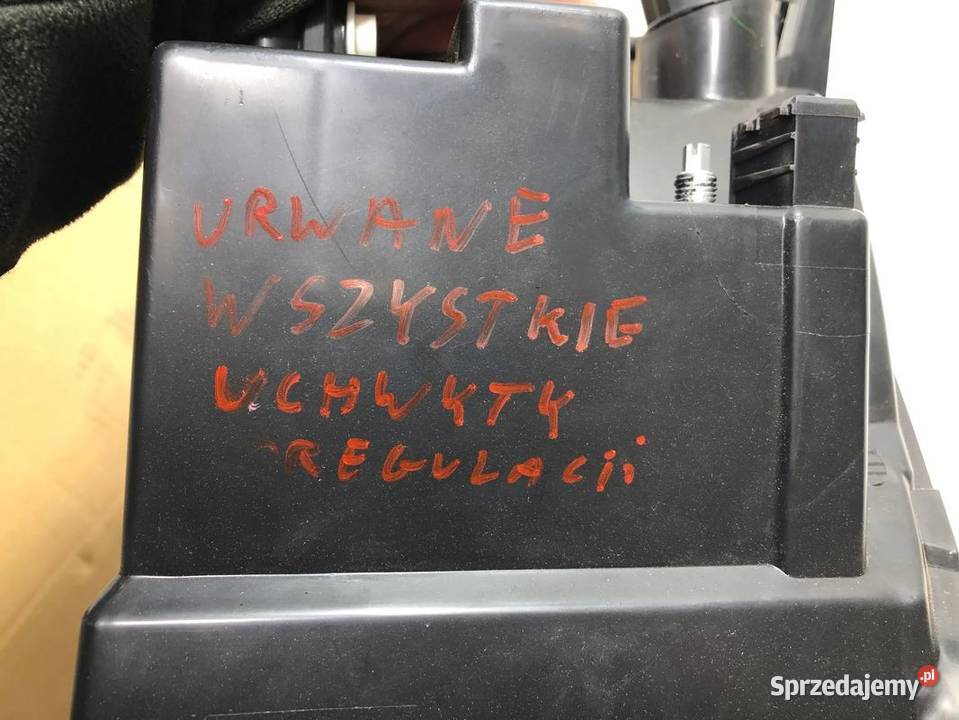 URWANE
WSZYSTKIE
UCHWYTY
REGULACji
Sprzedajemy.pl